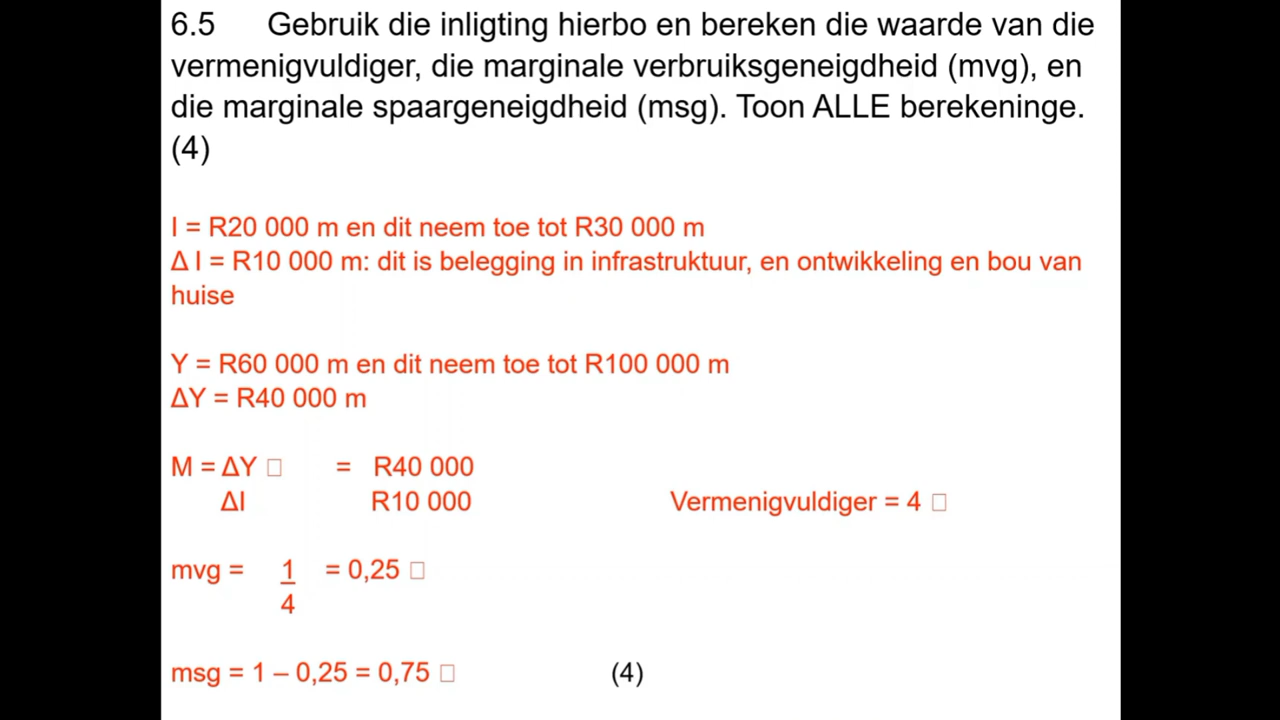 6.5 Gebruik die inligting hierbo en bereken die waarde van die
vermenigvuldiger, die marginale verbruiksgeneigdheid (mvg), en
die marginale spaargeneigdheid (msg). Toon ALLE berekeninge.
(4)
I = R20 000 m en dit neem toe tot R30 000 m
Δ I = R10 000 m: dit is belegging in infrastruktuur, en ontwikkeling en bou van
huise
Y = R60 000 m en dit neem toe tot R100 000 m
ΔY = R40 000 m
M = ΔY □ = R40 000
ΔI R10 000 Vermenigvuldiger = 4 □
mvg = 1 = 0,25 □
4
msg = 1 – 0,25 = 0,75 □ (4)